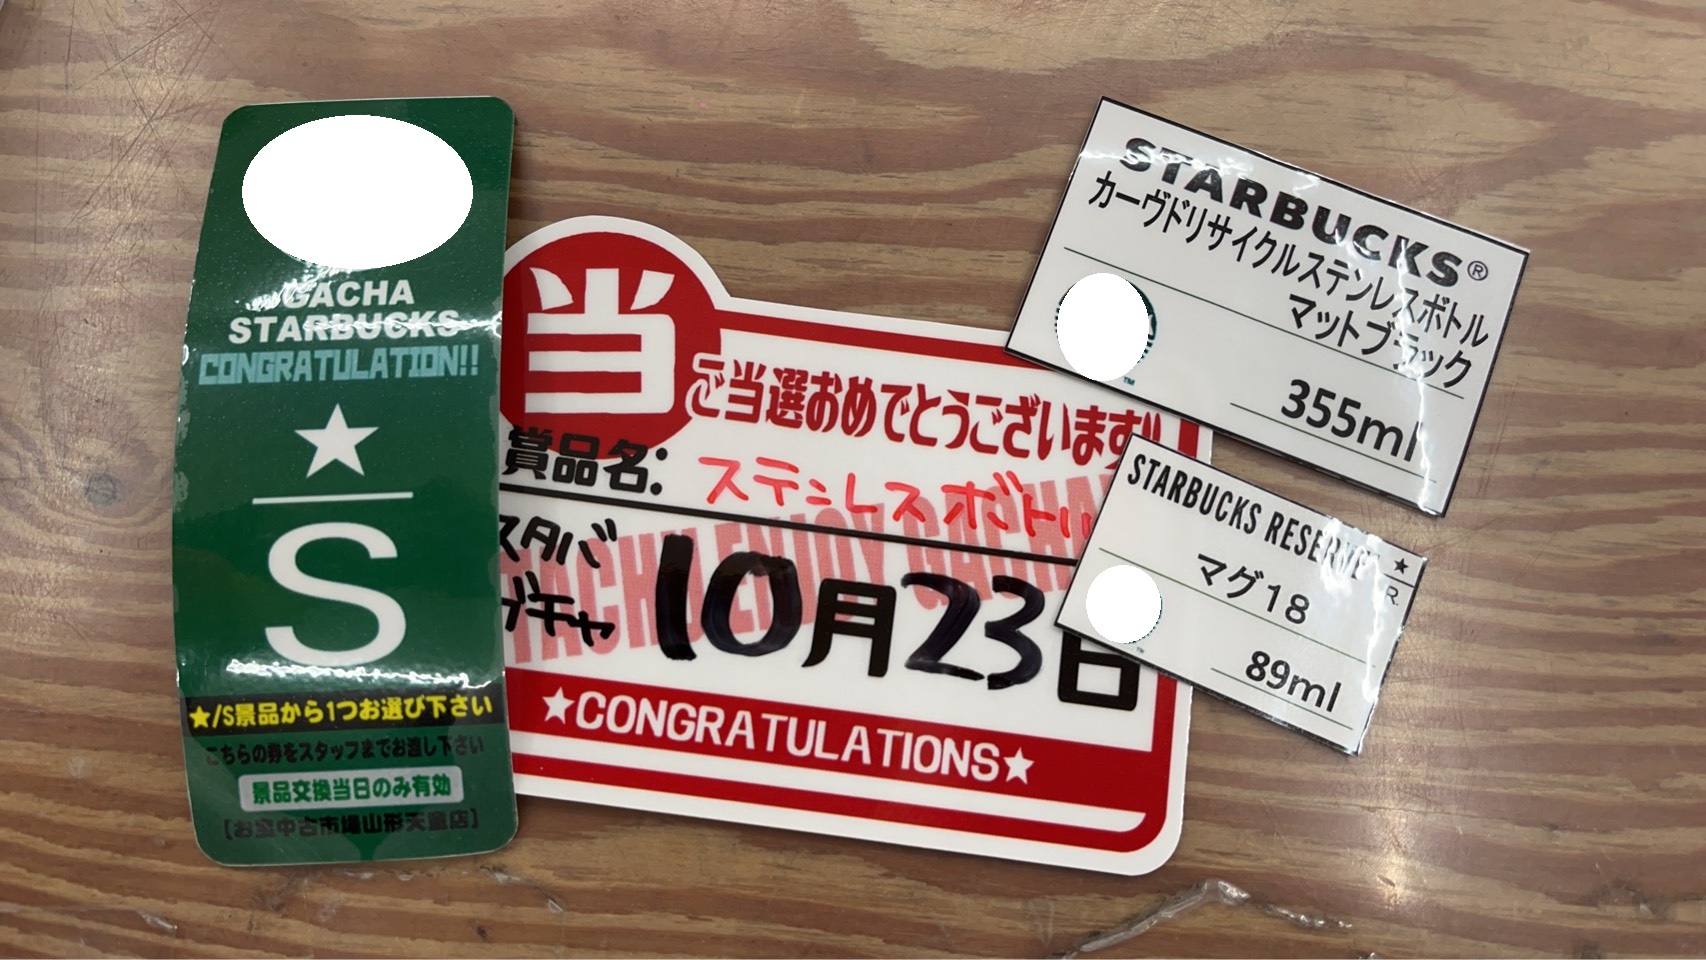 GACHA
STARBUCKS
CONGRATULATION!!
★
S
★/S景品から1つお選び下さい
こちらの券をスタッフまでお渡し下さい
景品交換当日のみ有効
【お宝中古市場山形天童店】
当
ご当選おめでとうございます!!
賞品名:
ステンレスボトル
スタバ
ガチャ
10月23日
★CONGRATULATIONS★
STARBUCKS®
カーヴドリサイクルステンレスボトル
マットブラック
355ml
TM
STARBUCKS RESERVE ★
R.
マグ18
89ml